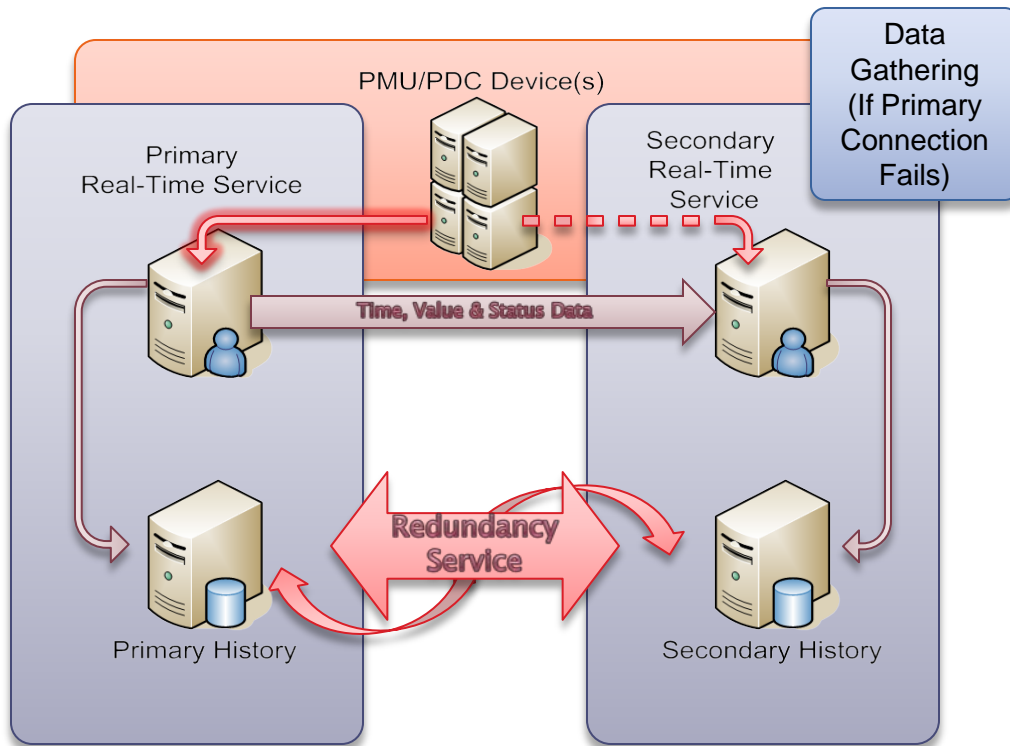 Data
Gathering
(If Primary
Connection
Fails)
PMU/PDC Device(s)
Primary
Real-Time Service
Secondary
Real-Time
Service
Time, Value & Status Data
Redundancy
Service
Primary History
Secondary History